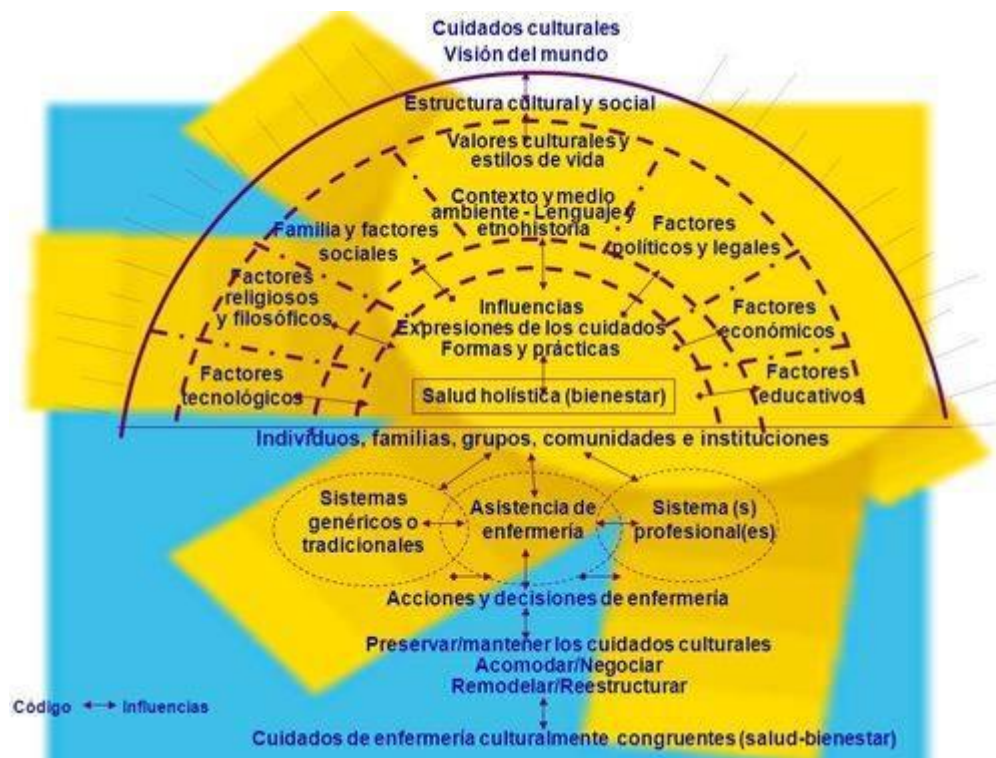 Cuidados culturales
Visión del mundo
Estructura cultural y social
Valores culturales y
estilos de vida
Contexto y medio
ambiente - Lenguaje y
etnohistoria
Familia y factores
sociales
Factores
políticos y legales
Factores
religiosos
y filosóficos
Influencias
Expresiones de los cuidados
Formas y prácticas
Factores
económicos
Factores
tecnológicos
Salud holística (bienestar)
Factores
educativos
Individuos, familias, grupos, comunidades e instituciones
Sistemas
genéricos o
tradicionales
Asistencia de
enfermería
Sistema (s)
profesional(es)
Acciones y decisiones de enfermería
Preservar/mantener los cuidados culturales
Acomodar/Negociar
Remodelar/Reestructurar
Código Influencias
Cuidados de enfermería culturalmente congruentes (salud-bienestar)